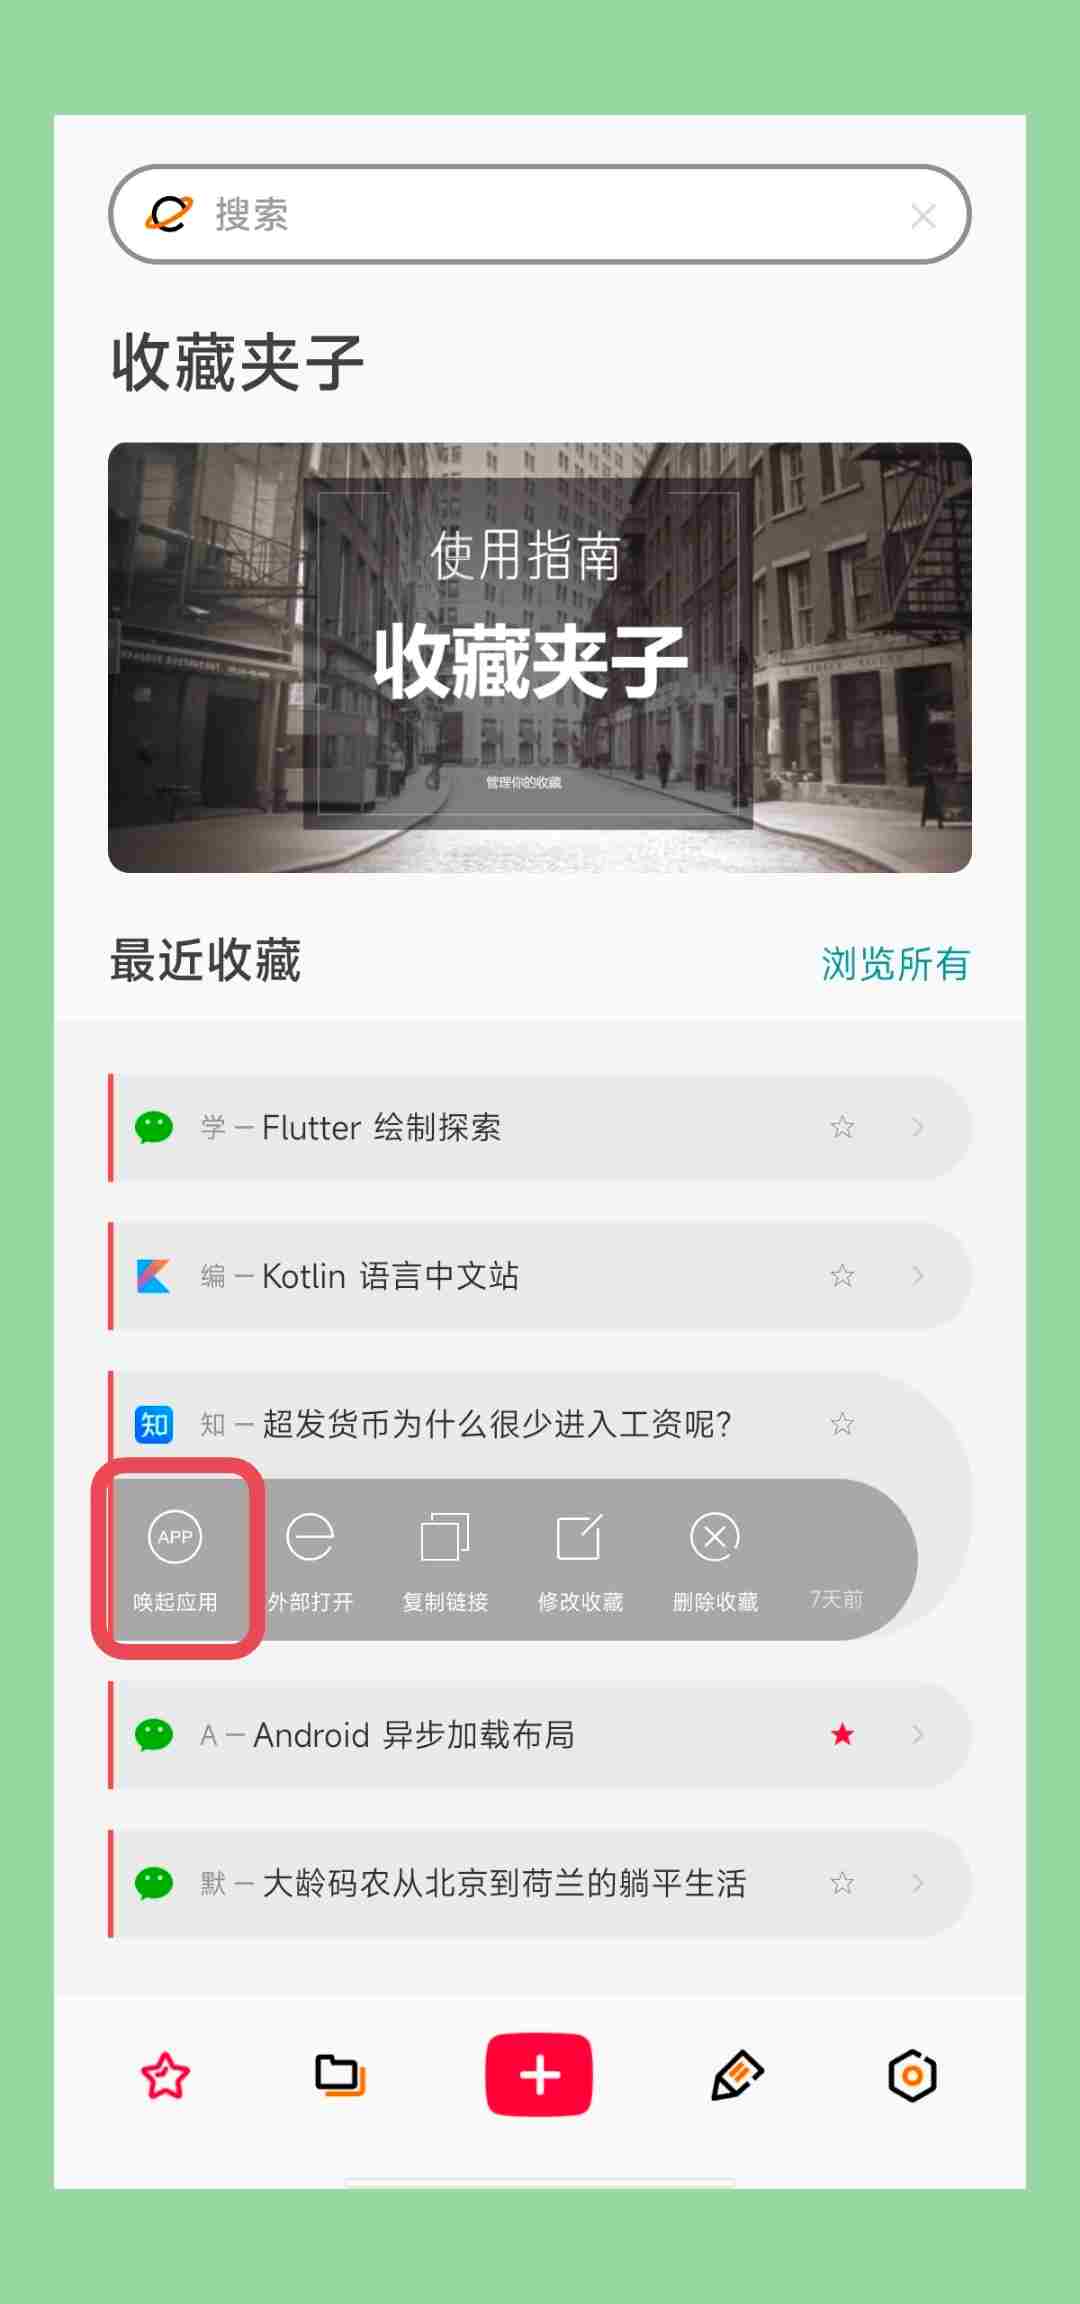 搜索
收藏夹子
使用指南
收藏夹子
管理你的收藏
最近收藏 浏览所有
学 — Flutter 绘制探索
编 — Kotlin 语言中文站
知 知 — 超发货币为什么很少进入工资呢？
APP
唤起应用 外部打开 复制链接 修改收藏 删除收藏 7天前
A — Android 异步加载布局
默 — 大龄码农从北京到荷兰的躺平生活